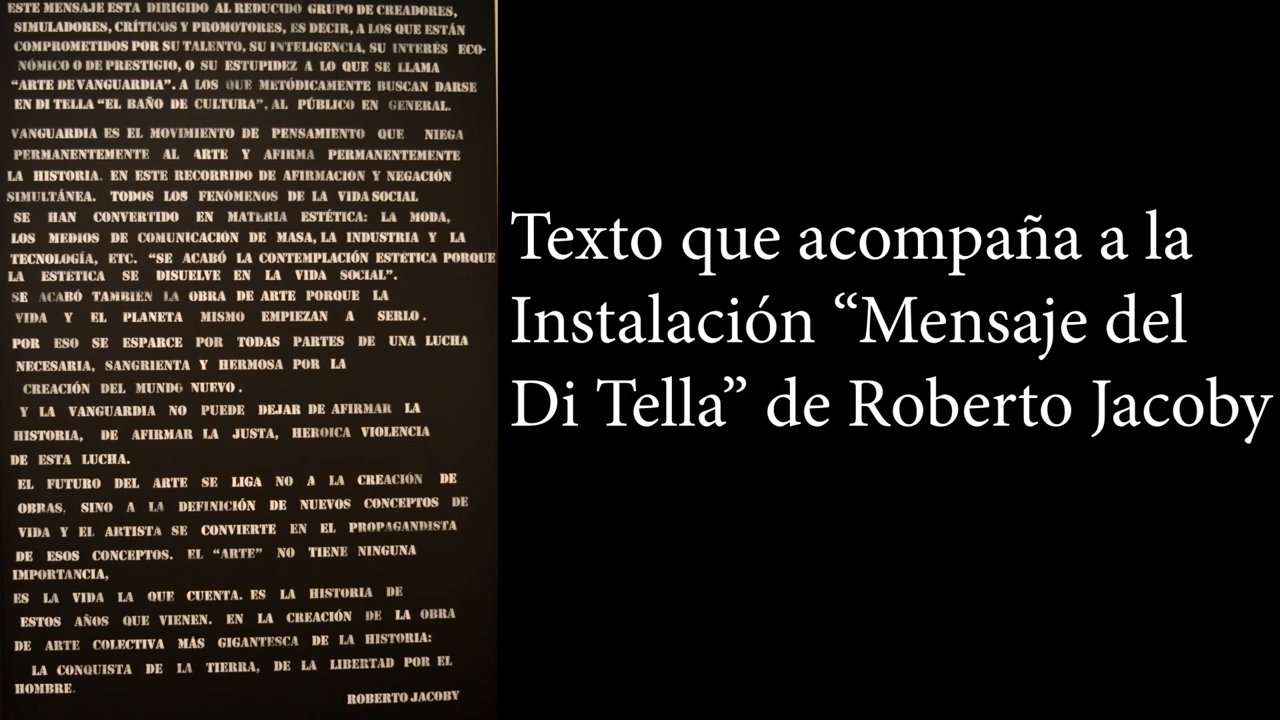 ESTE MENSAJE ESTA DIRIGIDO AL REDUCIDO GRUPO DE CREADORES,
SIMULADORES, CRÍTICOS Y PROMOTORES, ES DECIR, A LOS QUE ESTÁN
COMPROMETIDOS POR SU TALENTO, SU INTELIGENCIA, SU INTERÉS ECO-
NÓMICO O DE PRESTIGIO, O SU ESTUPIDEZ A LO QUE SE LLAMA
“ARTE DE VANGUARDIA”. A LOS QUE METÓDICAMENTE BUSCAN DARSE
EN DI TELLA “EL BAÑO DE CULTURA”, AL PÚBLICO EN GENERAL.
VANGUARDIA ES EL MOVIMIENTO DE PENSAMIENTO QUE NIEGA
PERMANENTEMENTE AL ARTE Y AFIRMA PERMANENTEMENTE
LA HISTORIA. EN ESTE RECORRIDO DE AFIRMACIÓN Y NEGACIÓN
SIMULTÁNEA. TODOS LOS FENÓMENOS DE LA VIDA SOCIAL
SE HAN CONVERTIDO EN MATERIA ESTÉTICA: LA MODA,
LOS MEDIOS DE COMUNICACIÓN DE MASA, LA INDUSTRIA Y LA
TECNOLOGÍA, ETC. “SE ACABÓ LA CONTEMPLACIÓN ESTÉTICA PORQUE
LA ESTÉTICA SE DISUELVE EN LA VIDA SOCIAL”.
SE ACABÓ TAMBIÉN LA OBRA DE ARTE PORQUE LA
VIDA Y EL PLANETA MISMO EMPIEZAN A SERLO.
POR ESO SE ESPARCE POR TODAS PARTES DE UNA LUCHA
NECESARIA, SANGRIENTA Y HERMOSA POR LA
CREACIÓN DEL MUNDO NUEVO.
Y LA VANGUARDIA NO PUEDE DEJAR DE AFIRMAR LA
HISTORIA, DE AFIRMAR LA JUSTA, HEROICA VIOLENCIA
DE ESTA LUCHA.
EL FUTURO DEL ARTE SE LIGA NO A LA CREACIÓN DE
OBRAS, SINO A LA DEFINICIÓN DE NUEVOS CONCEPTOS DE
VIDA Y EL ARTISTA SE CONVIERTE EN EL PROPAGANDISTA
DE ESOS CONCEPTOS. EL “ARTE” NO TIENE NINGUNA
IMPORTANCIA,
ES LA VIDA LA QUE CUENTA. ES LA HISTORIA DE
ESTOS AÑOS QUE VIENEN. EN LA CREACIÓN DE LA OBRA
DE ARTE COLECTIVA MÁS GIGANTESCA DE LA HISTORIA:
LA CONQUISTA DE LA TIERRA, DE LA LIBERTAD POR EL
HOMBRE.
ROBERTO JACOBY
Texto que acompaña a la
Instalación “Mensaje del
Di Tella” de Roberto Jacoby